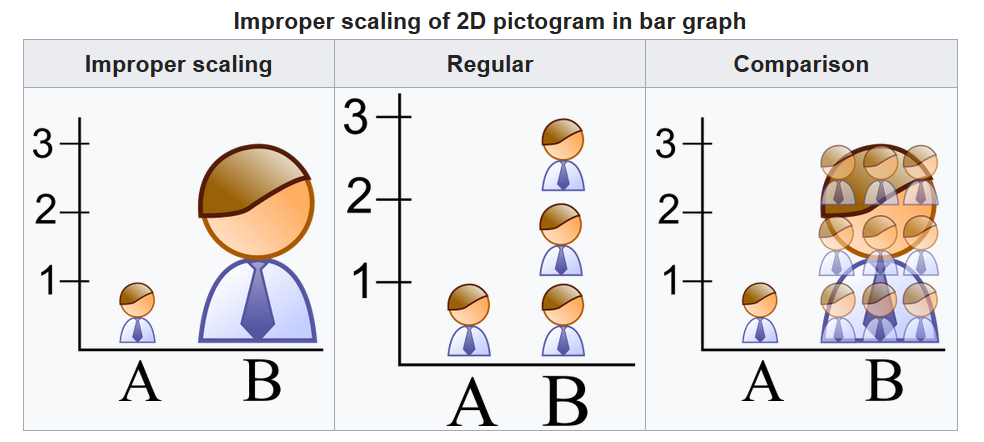 Improper scaling of 2D pictogram in bar graph
Improper scaling
Regular
Comparison
3
2
1
A B
3
2
1
A B
3
2
1
A B